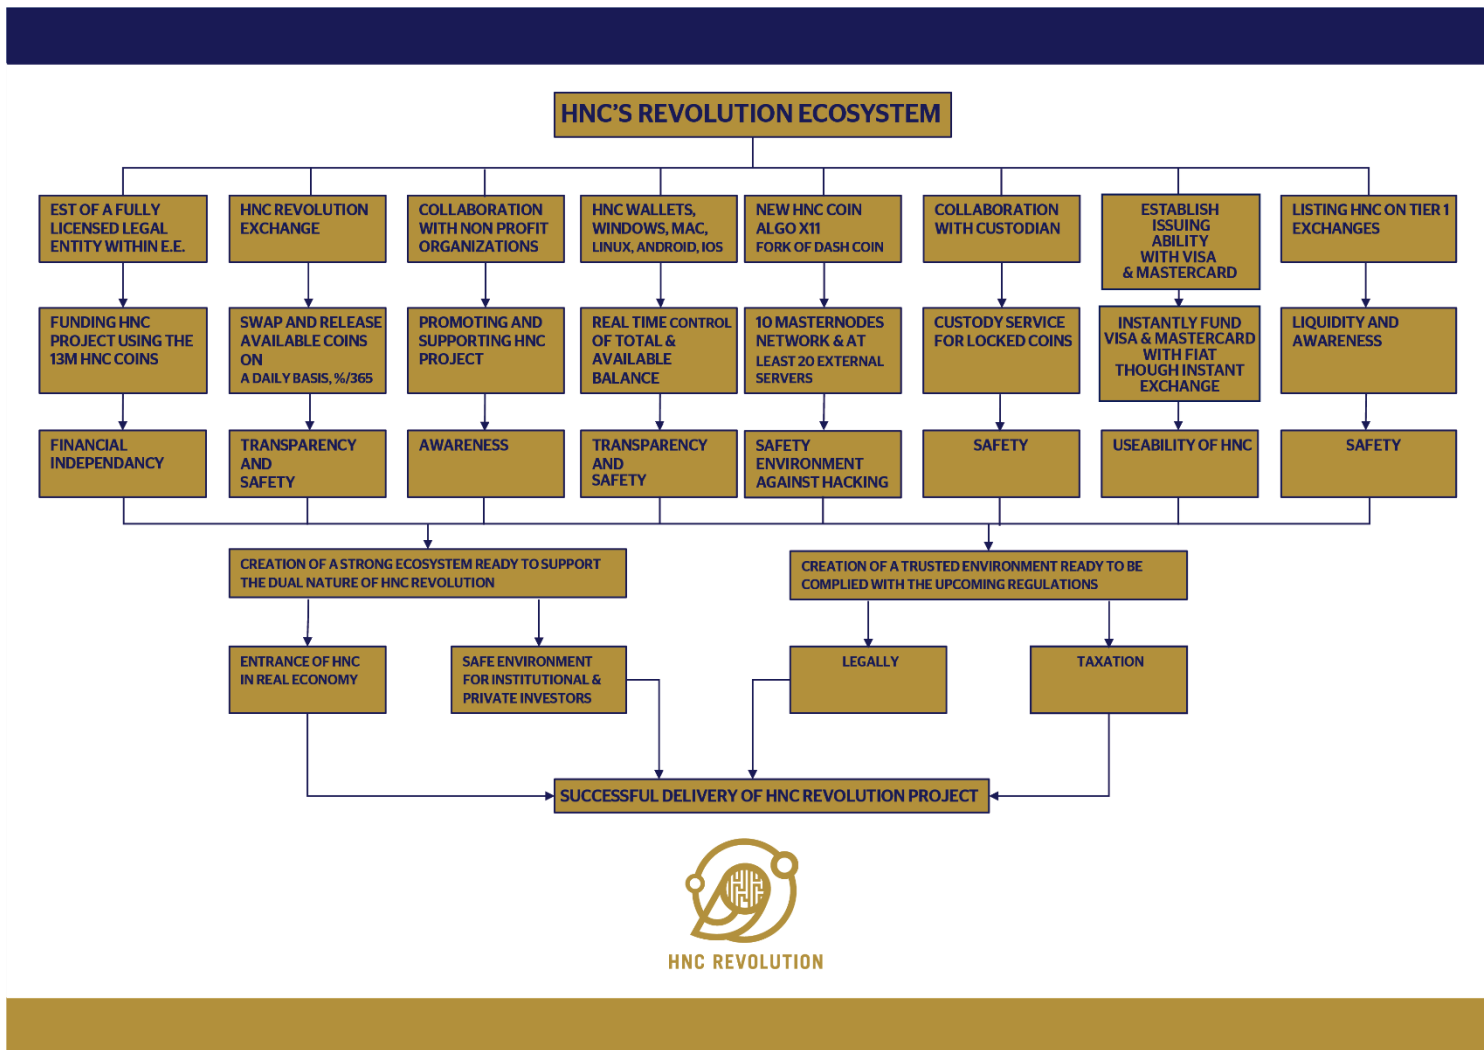 HNC'S REVOLUTION ECOSYSTEM
EST OF A FULLY
LICENSED LEGAL
ENTITY WITHIN E.E.
HNC REVOLUTION
EXCHANGE
COLLABORATION
WITH NON PROFIT
ORGANIZATIONS
HNC WALLETS,
WINDOWS, MAC,
LINUX, ANDROID, IOS
NEW HNC COIN
ALGO X11
FORK OF DASH COIN
COLLABORATION
WITH CUSTODIAN
ESTABLISH
ISSUING
ABILITY
WITH VISA
& MASTERCARD
LISTING HNC ON TIER 1
EXCHANGES
FUNDING HNC
PROJECT USING THE
13M HNC COINS
SWAP AND RELEASE
AVAILABLE COINS
ON
A DAILY BASIS, %/365
PROMOTING AND
SUPPORTING HNC
PROJECT
REAL TIME CONTROL
OF TOTAL &
AVAILABLE
BALANCE
10 MASTERNODES
NETWORK & AT
LEAST 20 EXTERNAL
SERVERS
CUSTODY SERVICE
FOR LOCKED COINS
INSTANTLY FUND
VISA & MASTERCARD
WITH FIAT
THOUGH INSTANT
EXCHANGE
LIQUIDITY AND
AWARENESS
FINANCIAL
INDEPENDANCY
TRANSPARENCY
AND
SAFETY
AWARENESS
TRANSPARENCY
AND
SAFETY
SAFETY
ENVIRONMENT
AGAINST HACKING
SAFETY
USEABILITY OF HNC
SAFETY
CREATION OF A STRONG ECOSYSTEM READY TO SUPPORT
THE DUAL NATURE OF HNC REVOLUTION
CREATION OF A TRUSTED ENVIRONMENT READY TO BE
COMPLIED WITH THE UPCOMING REGULATIONS
ENTRANCE OF HNC
IN REAL ECONOMY
SAFE ENVIRONMENT
FOR INSTITUTIONAL &
PRIVATE INVESTORS
LEGALLY
TAXATION
SUCCESSFUL DELIVERY OF HNC REVOLUTION PROJECT
HNC REVOLUTION